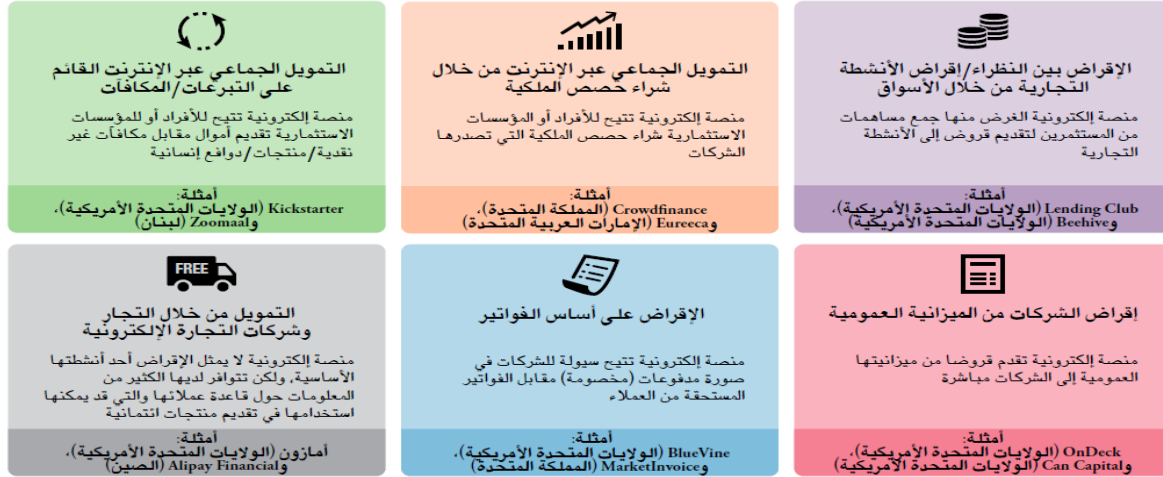 الإقراض بين النظراء/إقراض الأنشطة
التجارية من خلال الأسواق
منصة إلكترونية الغرض منها جمع مساهمات
من المستثمرين لتقديم قروض إلى الأنشطة
التجارية
أمثلة:
Lending Club (الولايات المتحدة الأمريكية)،
وBeehive (الولايات المتحدة الأمريكية)
التمويل الجماعي عبر الإنترنت من خلال
شراء حصص الملكية
منصة إلكترونية تتيح للأفراد أو المؤسسات
الاستثمارية شراء حصص الملكية التي تصدرها
الشركات
أمثلة:
Crowdfinance (المملكة المتحدة)،
وEureeca (الإمارات العربية المتحدة)
التمويل الجماعي عبر الإنترنت القائم
على التبرعات/المكافآت
منصة إلكترونية تتيح للأفراد أو للمؤسسات
الاستثمارية تقديم أموال مقابل مكافآت غير
نقدية/منتجات/دوافع إنسانية
أمثلة:
Kickstarter (الولايات المتحدة الأمريكية)،
وZoomaal (لبنان)
إقراض الشركات من الميزانية العمومية
منصة إلكترونية تقدم قروضا من ميزانيتها
العمومية إلى الشركات مباشرة
أمثلة:
OnDeck (الولايات المتحدة الأمريكية)،
وCan Capital (الولايات المتحدة الأمريكية)
الإقراض على أساس الفواتير
منصة إلكترونية تتيح سيولة للشركات في
صورة مدفوعات (مخصومة) مقابل الفواتير
المستحقة من العملاء
أمثلة:
BlueVine (الولايات المتحدة الأمريكية)،
وMarketInvoice (المملكة المتحدة)
FREE
التمويل من خلال التجار
وشركات التجارة الإلكترونية
منصة إلكترونية لا يمثل الإقراض أحد أنشطتها
الأساسية، ولكن تتوافر لديها الكثير من
المعلومات حول قاعدة عملائها والتي قد يمكنها
استخدامها في تقديم منتجات ائتمانية
أمثلة:
أمازون (الولايات المتحدة الأمريكية)،
وAlipay Financial (الصين)